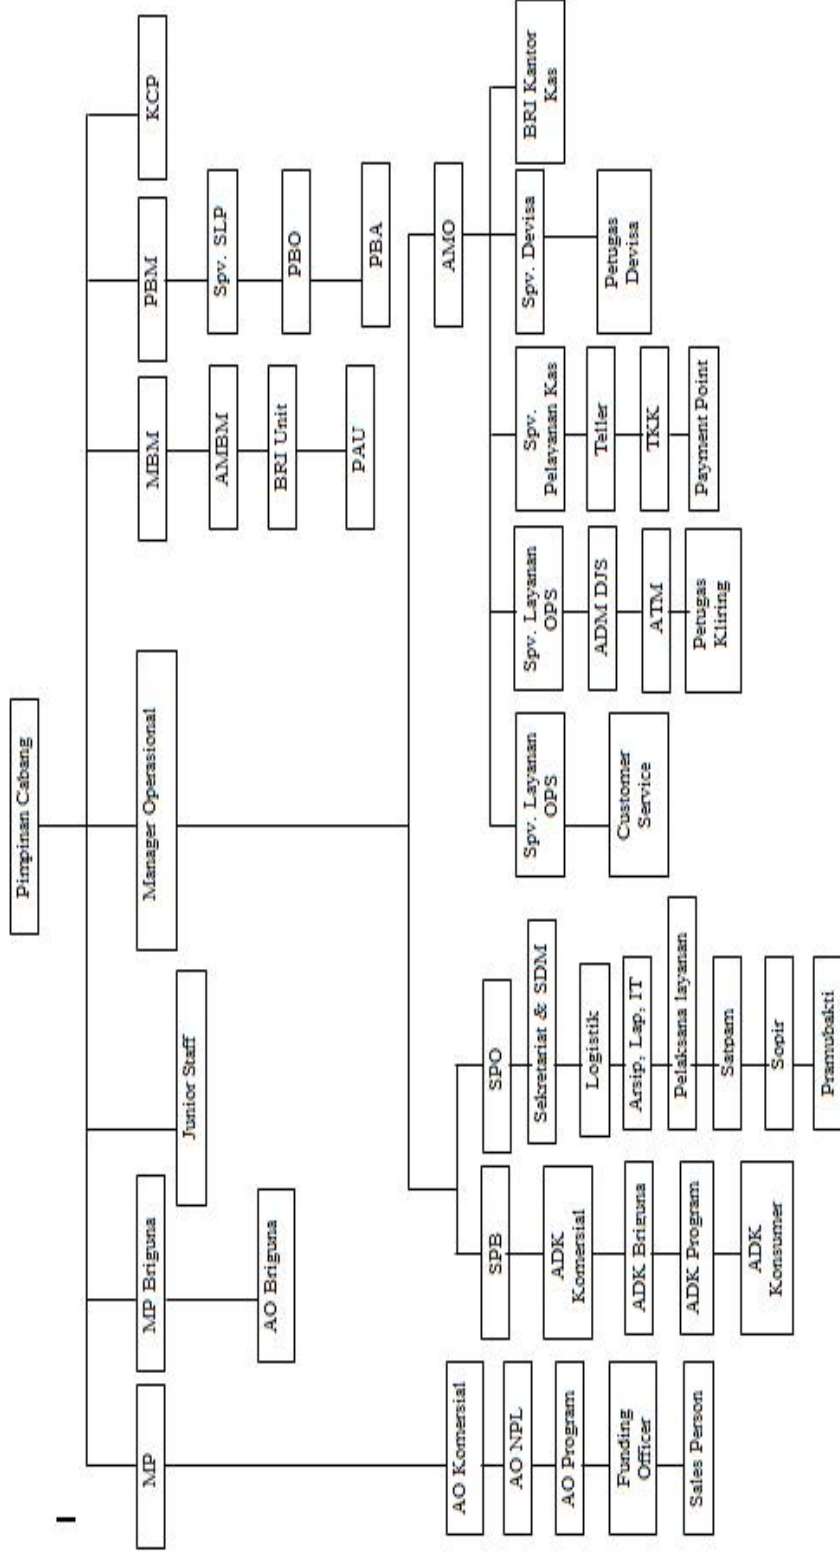 Pimpinan Cabang
MP
MP Briguna
Junior Staff
Manager Operasional
MBM
PBM
KCP
AO Briguna
AMBM
BRI Unit
PAU
Spv. SLP
PBO
PBA
AO Komersial
AO NPL
AO Program
Funding
Officer
Sales Person
SPB
ADK
Komersial
ADK Briguna
ADK Program
ADK
Konsumer
SPO
Sekretariat & SDM
Logistik
Arsip, Lap, IT
Pelaksana layanan
Satpam
Sopir
Pramubakti
AMO
Spv. Layanan
OPS
Customer
Service
Spv. Layanan
OPS
ADM DJS
ATM
Petugas
Kliring
Spv.
Pelayanan Kas
Teller
TKK
Payment Point
Spv. Devisa
Petugas
Devisa
BRI Kantor
Kas